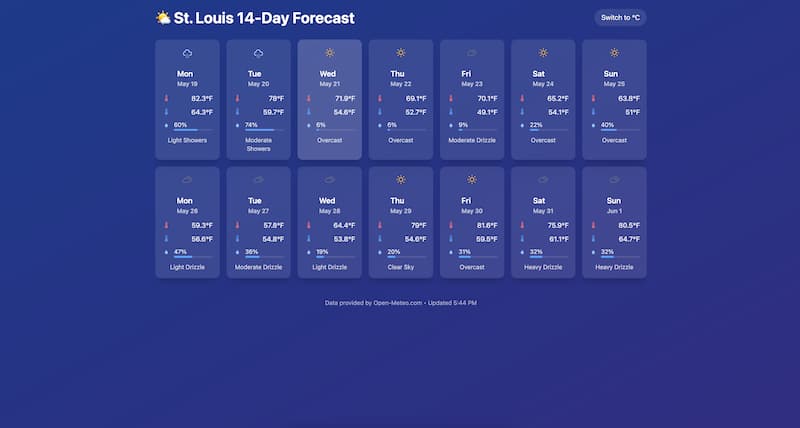 St. Louis 14-Day Forecast
Switch to °C
Mon
May 19
82.3°F
64.3°F
60%
Light Showers
Tue
May 20
78°F
59.7°F
74%
Moderate
Showers
Wed
May 21
71.9°F
54.6°F
6%
Overcast
Thu
May 22
69.1°F
52.7°F
6%
Overcast
Fri
May 23
70.1°F
49.1°F
9%
Moderate Drizzle
Sat
May 24
65.2°F
54.1°F
22%
Overcast
Sun
May 25
63.8°F
51°F
40%
Overcast
Mon
May 26
59.3°F
56.6°F
47%
Light Drizzle
Tue
May 27
57.8°F
54.8°F
36%
Moderate Drizzle
Wed
May 28
64.4°F
53.8°F
19%
Light Drizzle
Thu
May 29
79°F
54.6°F
20%
Clear Sky
Fri
May 30
81.6°F
59.5°F
31%
Overcast
Sat
May 31
75.9°F
61.1°F
32%
Heavy Drizzle
Sun
Jun 1
80.5°F
64.7°F
32%
Heavy Drizzle
Data provided by Open-Meteo.com • Updated 5:44 PM